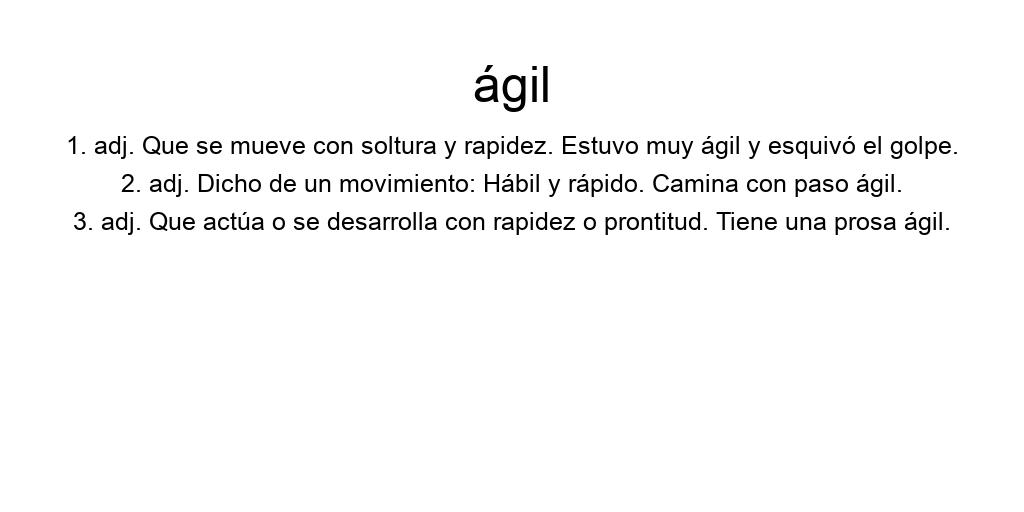 ágil
1. adj. Que se mueve con soltura y rapidez. Estuvo muy ágil y esquivó el golpe.
2. adj. Dicho de un movimiento: Hábil y rápido. Camina con paso ágil.
3. adj. Que actúa o se desarrolla con rapidez o prontitud. Tiene una prosa ágil.